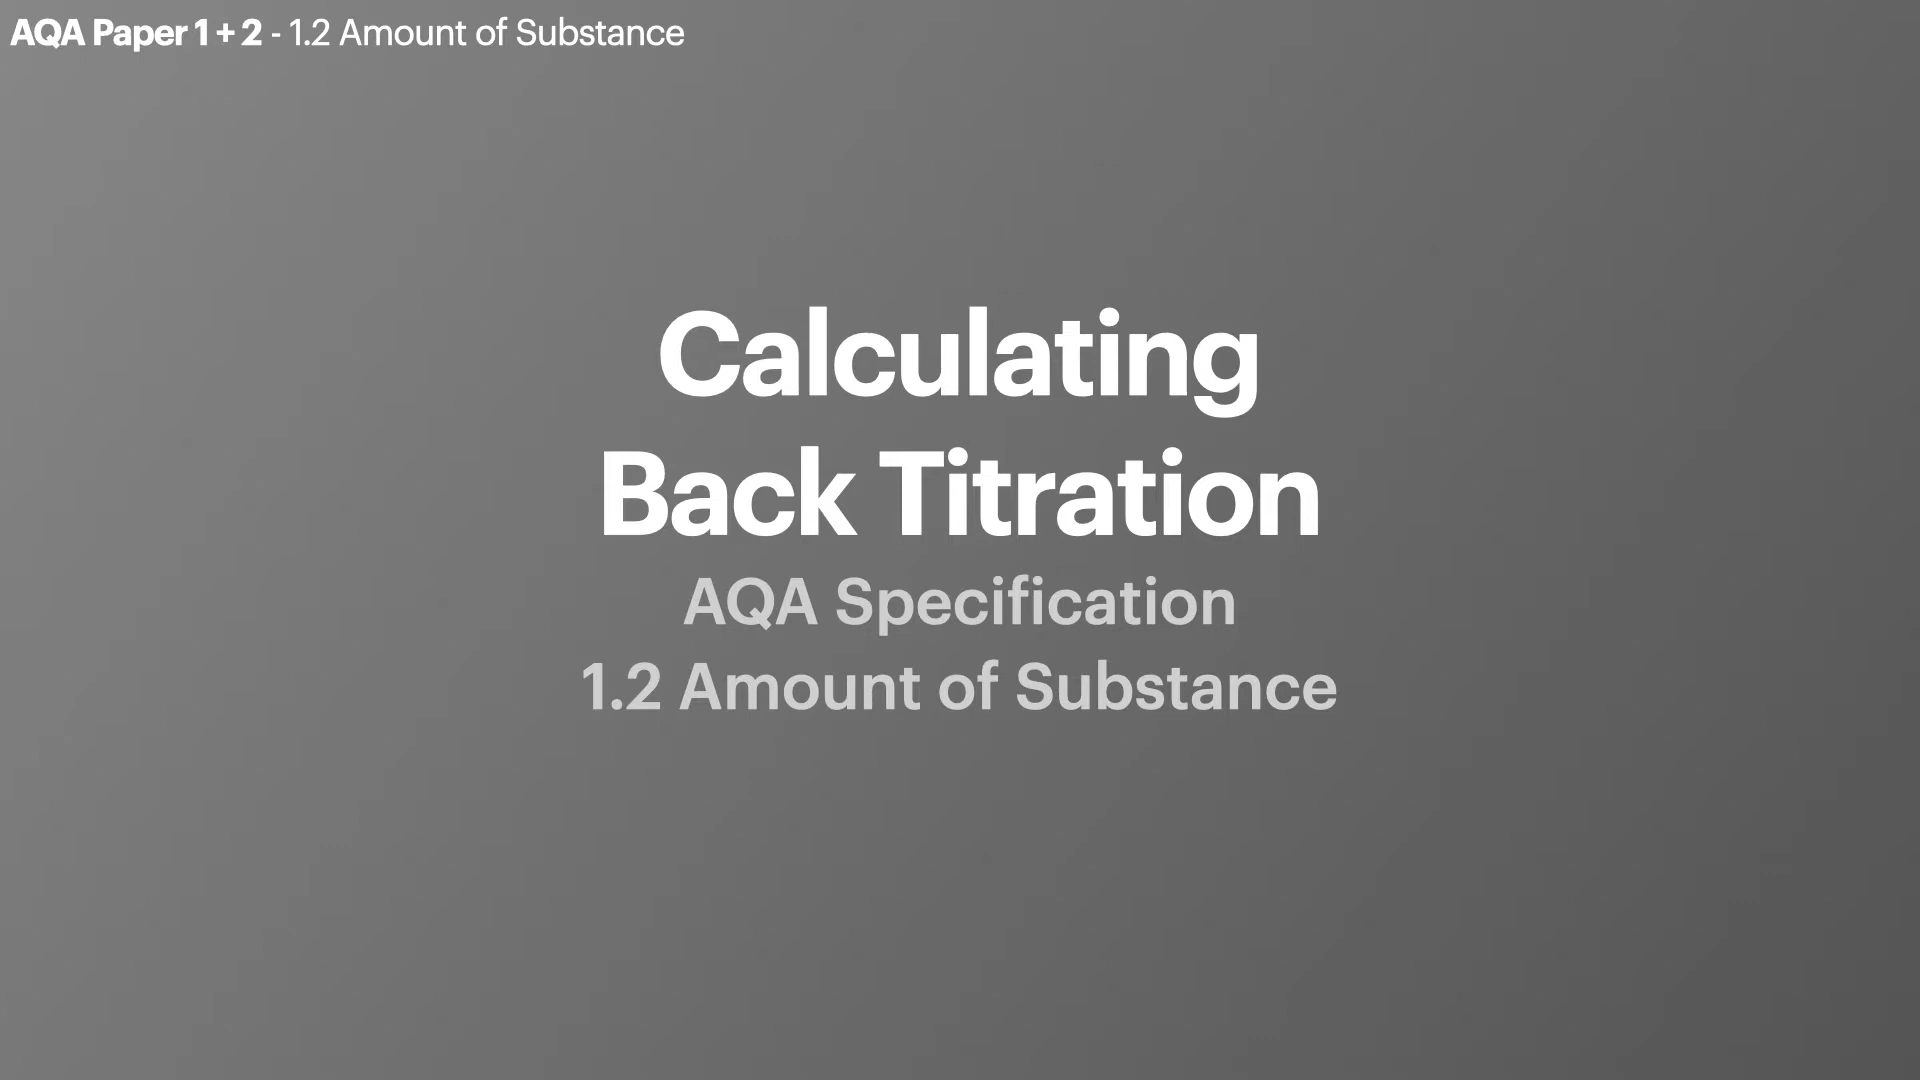 AQA Paper 1 + 2 - 1.2 Amount of Substance
Calculating
Back Titration
AQA Specification
1.2 Amount of Substance